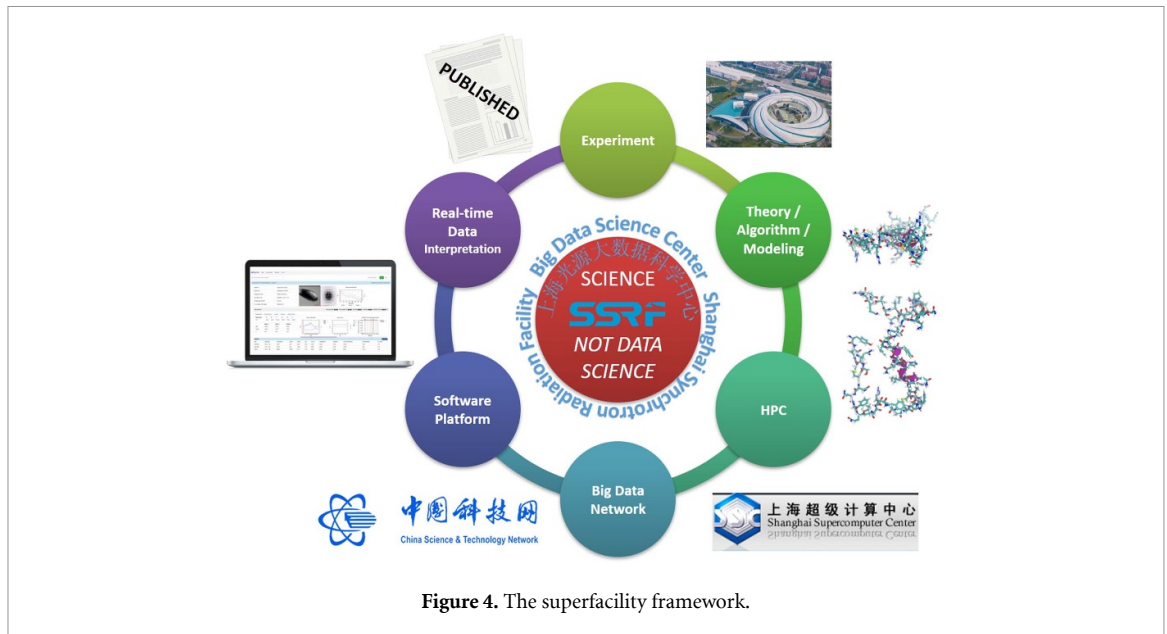 PUBLISHED
Experiment
Real-time
Data
Interpretation
Theory /
Algorithm /
Modeling
Big Data Science Center
Shanghai Synchrotron Radiation Facility
上海光源大数据科学中心
SCIENCE
SSRF
NOT DATA
SCIENCE
Software
Platform
HPC
Big Data
Network
中国科技网
China Science & Technology Network
SSC
上海超级计算中心
Shanghai Supercomputer Center
Figure 4. The superfacility framework.